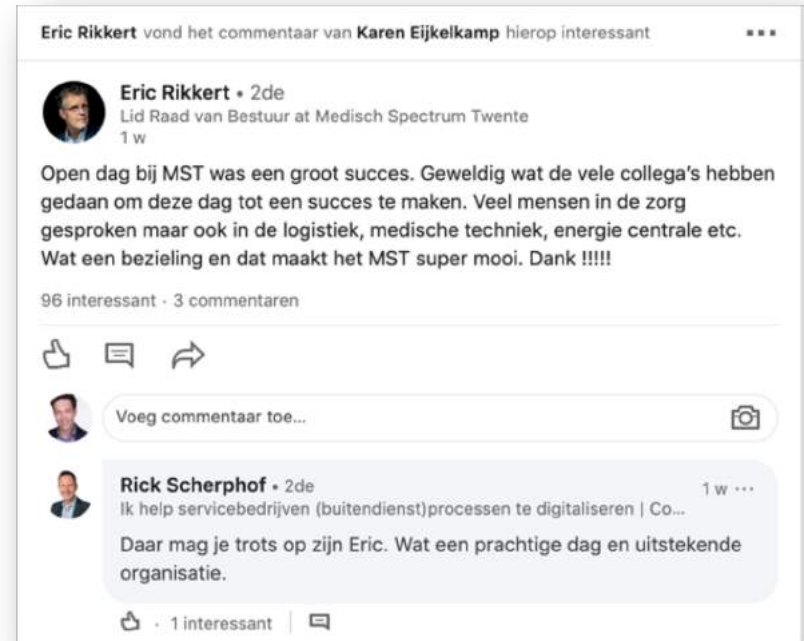 Eric Rikkert vond het commentaar van Karen Eijkelkamp hierop interessant
Eric Rikkert • 2de
Lid Raad van Bestuur at Medisch Spectrum Twente
1 w
Open dag bij MST was een groot succes. Geweldig wat de vele collega's hebben
gedaan om deze dag tot een succes te maken. Veel mensen in de zorg
gesproken maar ook in de logistiek, medische techniek, energie centrale etc.
Wat een bezieling en dat maakt het MST super mooi. Dank !!!!!
96 interessant · 3 commentaren
Voeg commentaar toe...
Rick Scherphof • 2de
1 w
Ik help servicebedrijven (buitendienst)processen te digitaliseren | Co...
Daar mag je trots op zijn Eric. Wat een prachtige dag en uitstekende
organisatie.
· 1 interessant